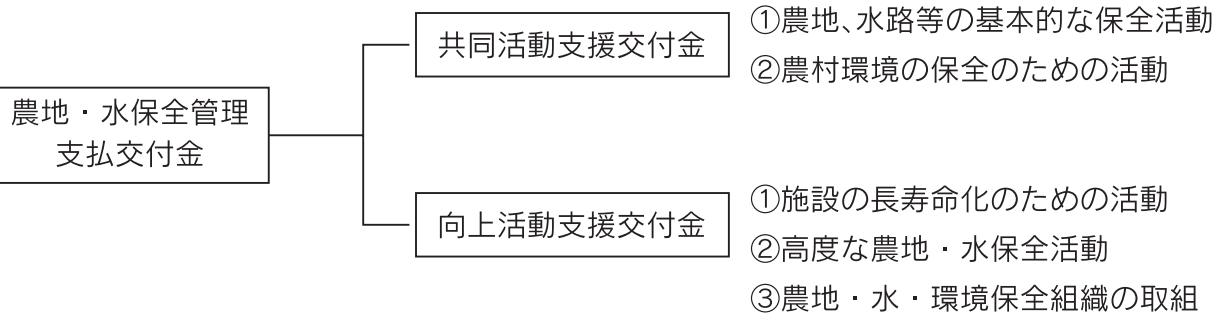 農地・水保全管理
支払交付金
共同活動支援交付金
①農地、水路等の基本的な保全活動
②農村環境の保全のための活動
向上活動支援交付金
①施設の長寿命化のための活動
②高度な農地・水保全活動
③農地・水・環境保全組織の取組